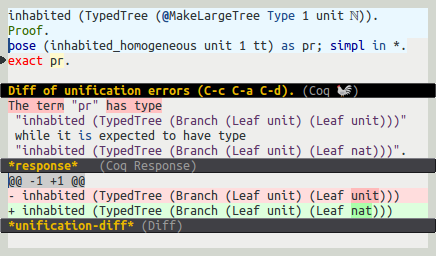 inhabited (TypedTree (@MakeLargeTree Type 1 unit ℕ)).
Proof.
pose (inhabited_homogeneous unit 1 tt) as pr; simpl in *.
exact pr.
Diff of unification errors (C-c C-a C-d). (Coq 🐓)
The term "pr" has type
"inhabited (TypedTree (Branch (Leaf unit) (Leaf unit)))"
while it is expected to have type
"inhabited (TypedTree (Branch (Leaf unit) (Leaf nat)))".
*response* (Coq Response)
@@ -1 +1 @@
- inhabited (TypedTree (Branch (Leaf unit) (Leaf unit)))
+ inhabited (TypedTree (Branch (Leaf unit) (Leaf nat)))
*unification-diff* (Diff)